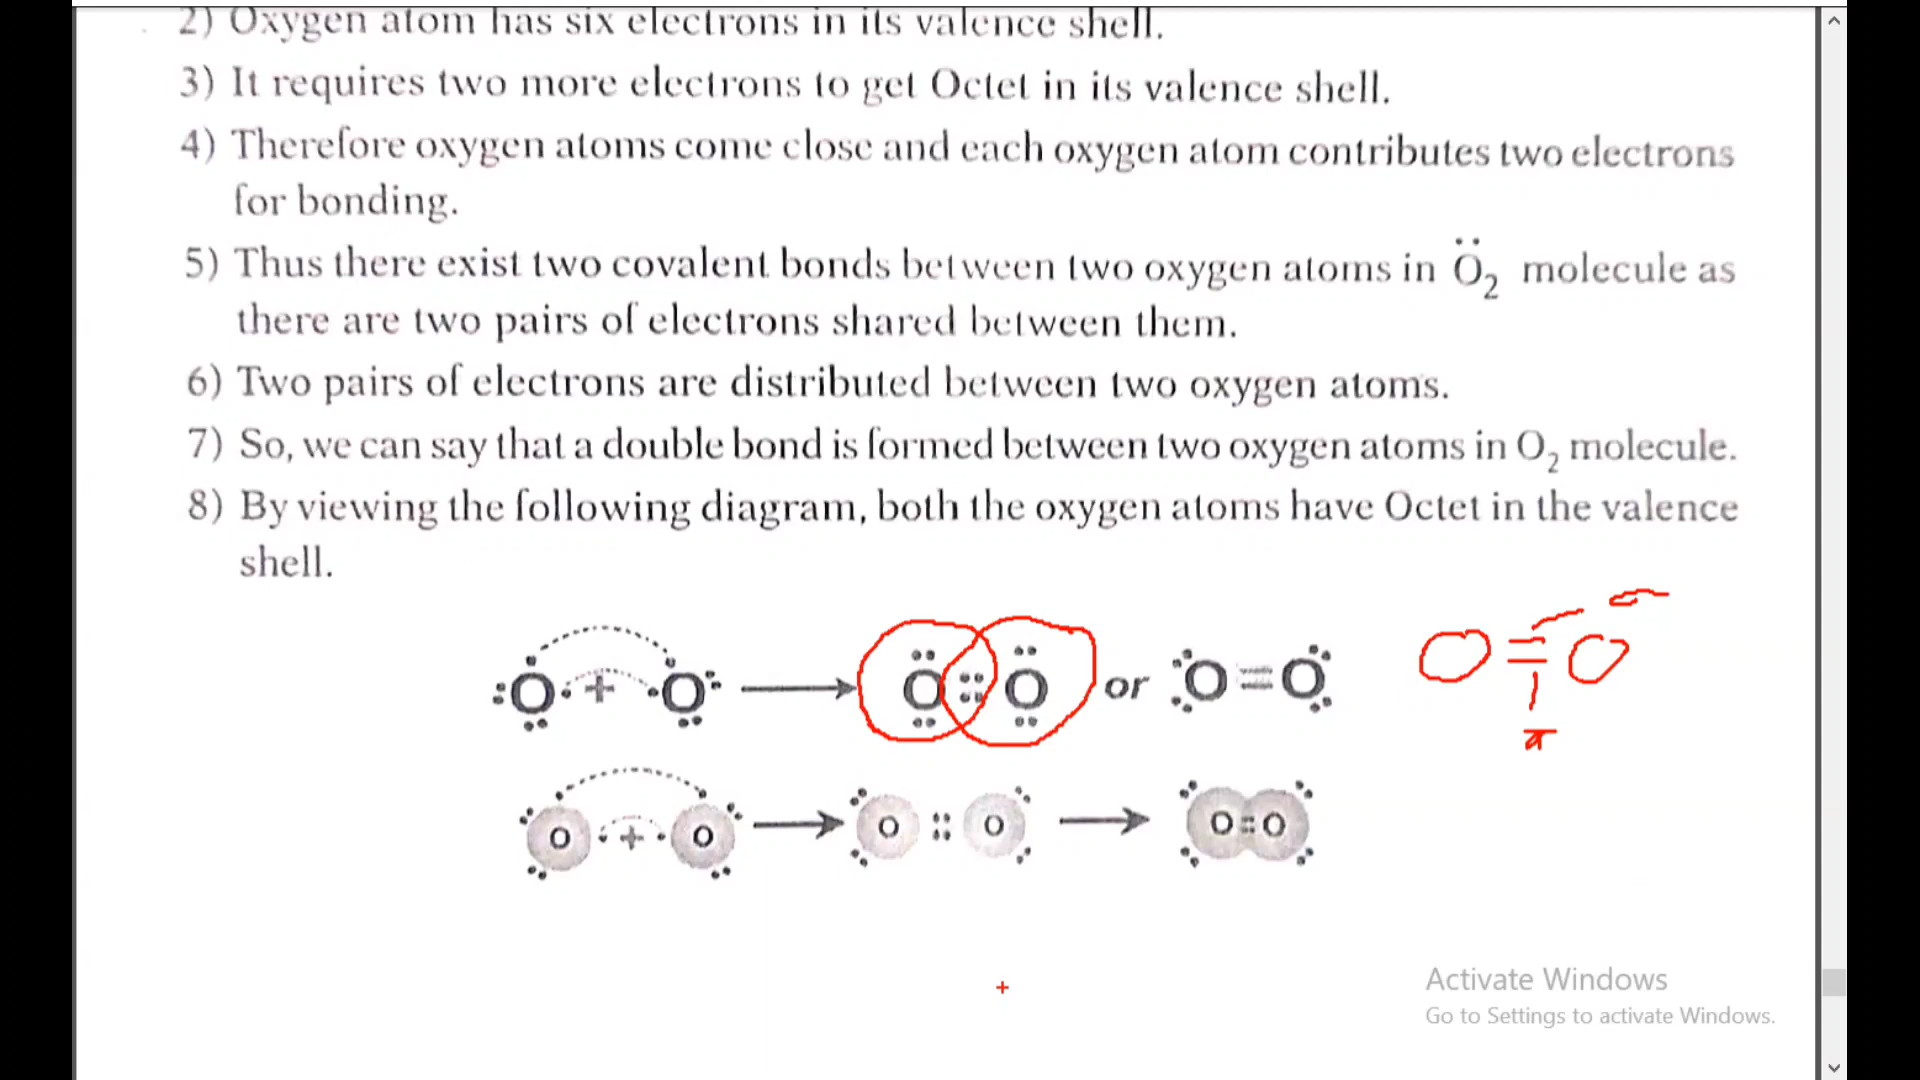 2) Oxygen atom has six electrons in its valence shell.
3) It requires two more electrons to get Octet in its valence shell.
4) Therefore oxygen atoms come close and each oxygen atom contributes two electrons
for bonding.
5) Thus there exist two covalent bonds between two oxygen atoms in Ö₂ molecule as
there are two pairs of electrons shared between them.
6) Two pairs of electrons are distributed between two oxygen atoms.
7) So, we can say that a double bond is formed between two oxygen atoms in O₂ molecule.
8) By viewing the following diagram, both the oxygen atoms have Octet in the valence
shell.
O + O → O :: O or O = O O = O σ
π
O + O → O :: O → O :: O
Activate Windows
Go to Settings to activate Windows.